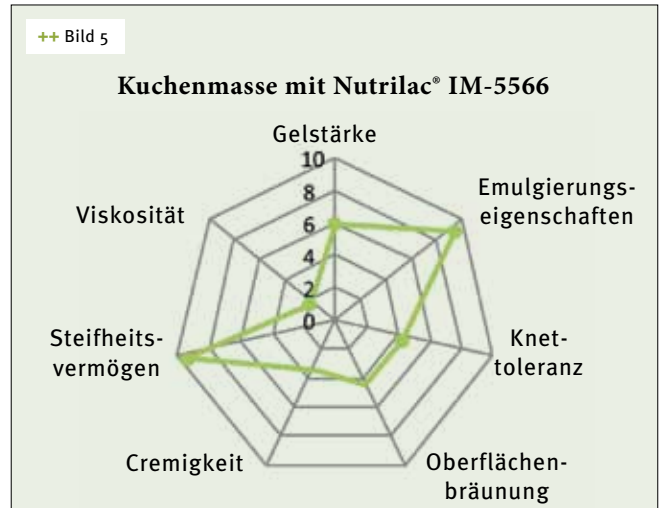 ++ Bild 5
Kuchenmasse mit Nutrilac® IM-5566
Gelstärke
10
8
6
4
2
0
Emulgierungs-
eigenschaften
Knet-
toleranz
Oberflächen-
bräunung
Cremigkeit
Steifheits-
vermögen
Viskosität